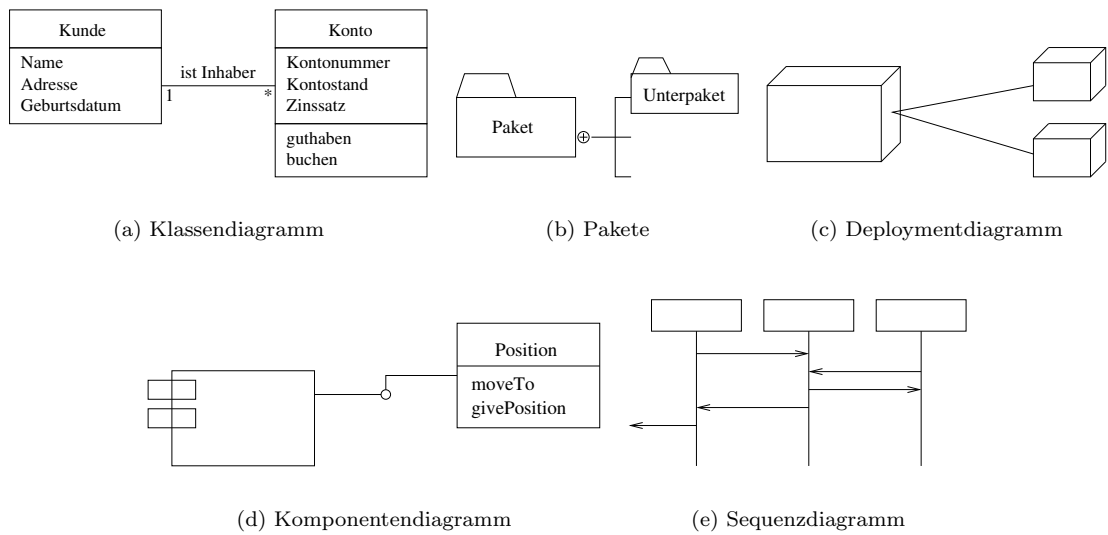 Kunde
Name
Adresse
Geburtsdatum
ist Inhaber
1
*
Konto
Kontonummer
Kontostand
Zinssatz
guthaben
buchen
Paket
Unterpaket
(a) Klassendiagramm
(b) Pakete
(c) Deploymentdiagramm
Position
moveTo
givePosition
(d) Komponentendiagramm
(e) Sequenzdiagramm